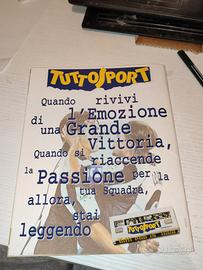 TUTTOSPORT
Quando rivivi
di l'Emozione
una Grande
Vittoria,
Quando si
riaccende
la Passione per la
tua Squadra,
allora,
stai
leggendo
TUTTOSPORT